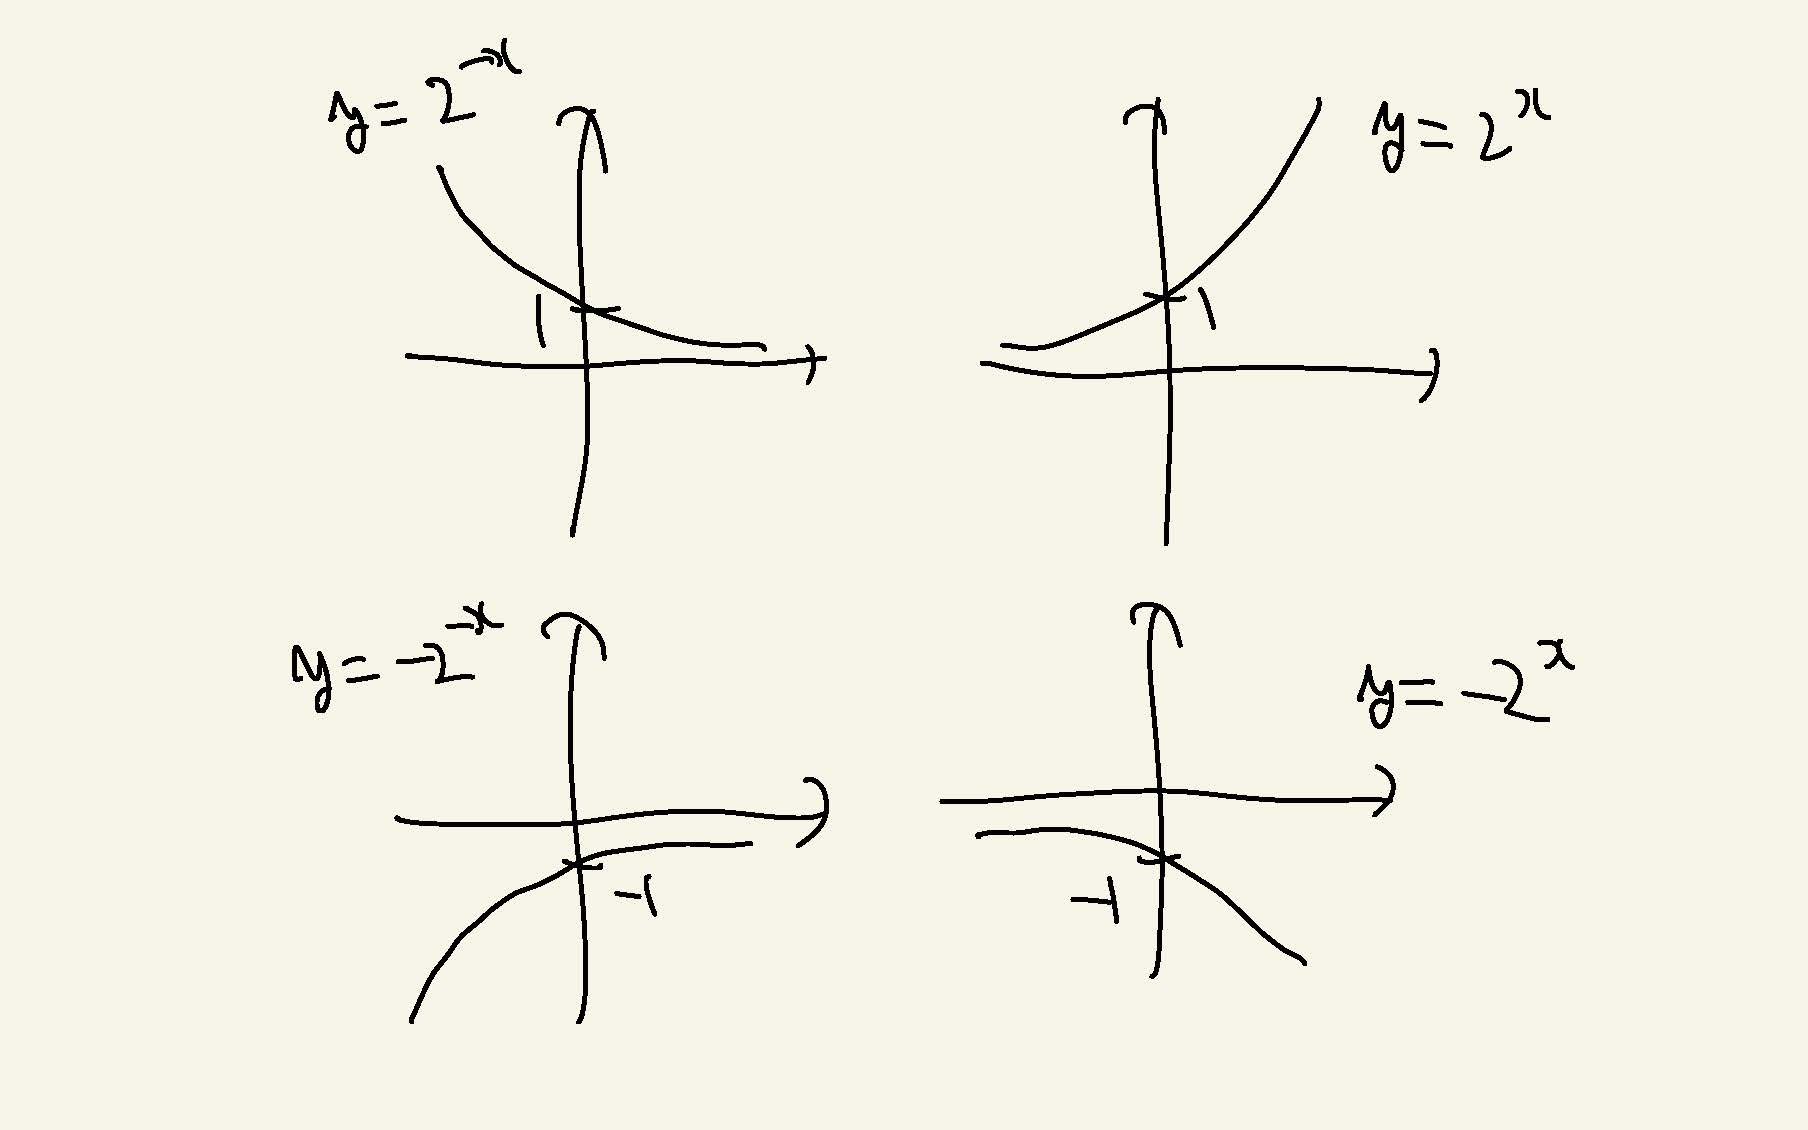 y = 2^-x
y = 2^x
1
1
y = -2^-x
y = -2^x
-1
-1